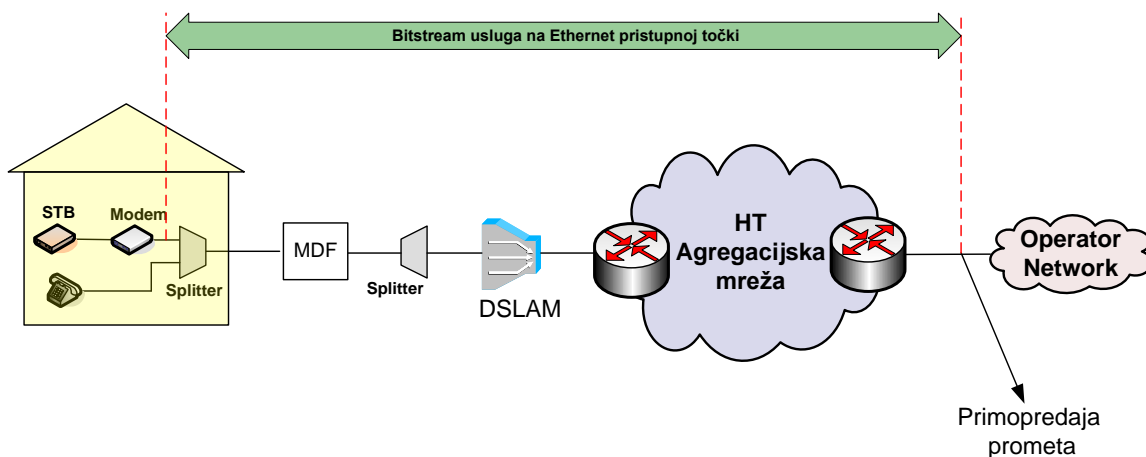 Bitstream usluga na Ethernet pristupnoj točki
STB
Modem
Splitter
MDF
Splitter
DSLAM
HT
Agregacijska
mreža
Operator
Network
Primopredaja
prometa